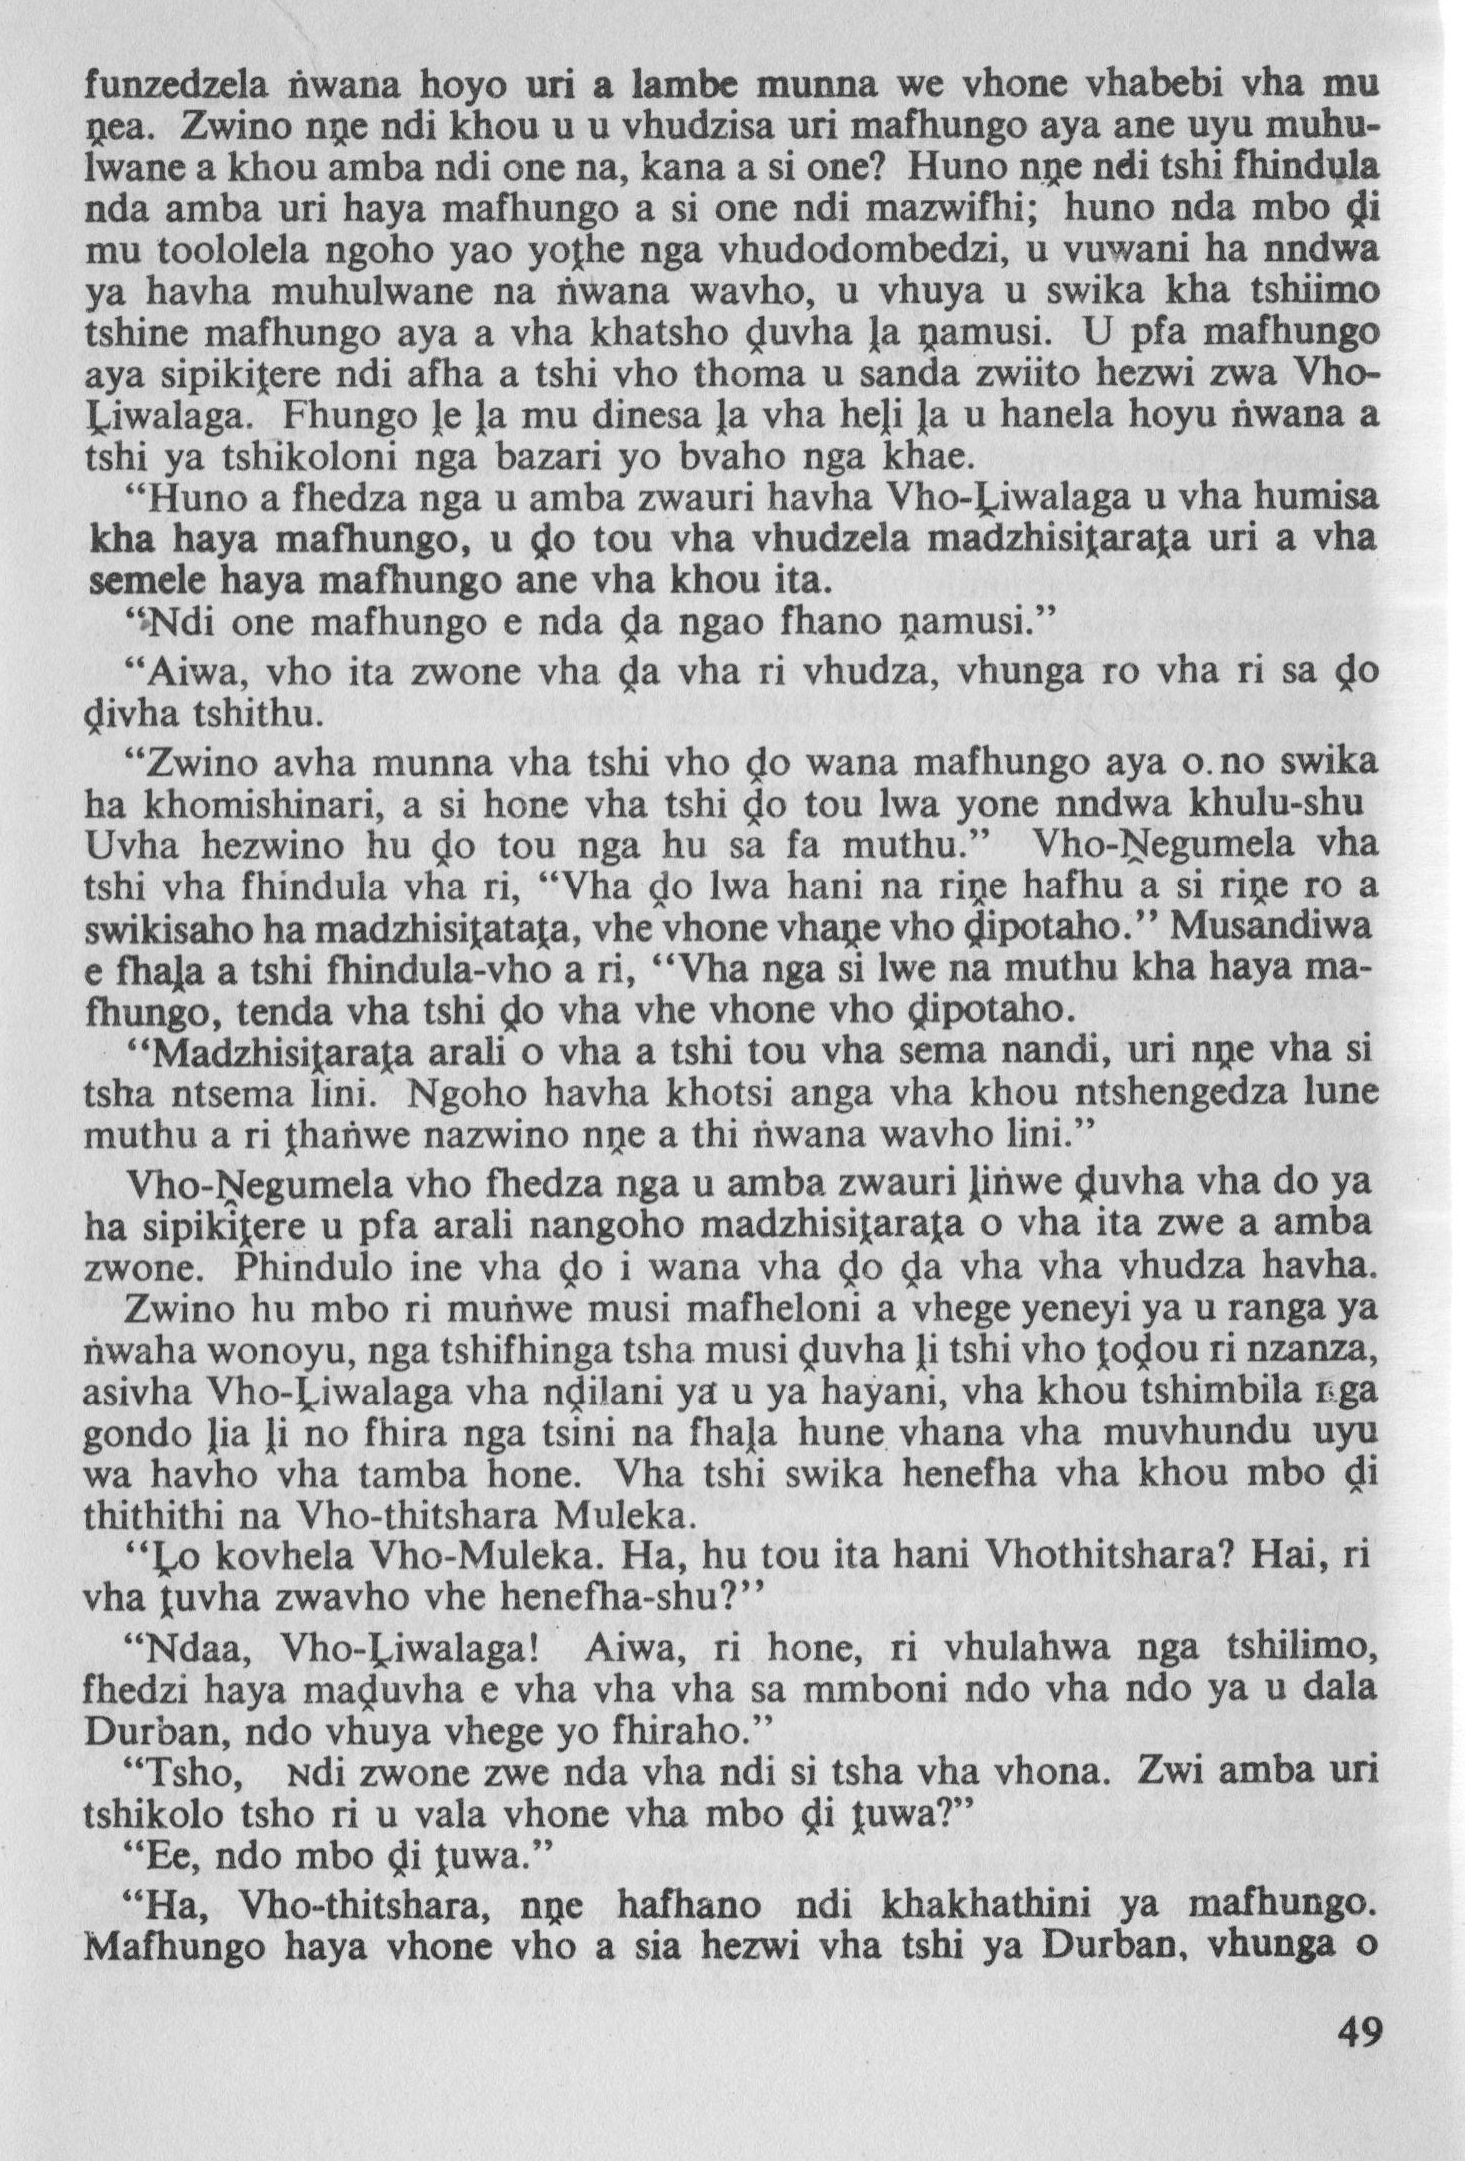 funzedzela ṅwana hoyo uri a lambe munna we vhone vhabebi vha mu
ṋea. Zwino nṋe ndi khou u u vhudzisa uri mafhungo aya ane uyu muhu-
lwane a khou amba ndi one na, kana a si one? Huno nṋe ndi tshi fhindula
nda amba uri haya mafhungo a si one ndi mazwifhi; huno nda mbo ḓi
mu toololela ngoho yao yoṱhe nga vhudodombedzi, u vuwani ha nndwa
ya havha muhulwane na ṅwana wavho, u vhuya u swika kha tshiimo
tshine mafhungo aya a vha khatsho ḓuvha ḽa ṋamusi. U pfa mafhungo
aya sipikiṱere ndi afha a tshi vho thoma u sanda zwiito hezwi zwa Vho-
Ḽiwalaga. Fhungo ḽe ḽa mu dinesa ḽa vha heḽi ḽa u hanela hoyu ṅwana a
tshi ya tshikoloni nga bazari yo bvaho nga khae.
“Huno a fhedza nga u amba zwauri havha Vho-Ḽiwalaga u vha humisa
kha haya mafhungo, u ḓo tou vha vhudzela madzhisiṱaraṱa uri a vha
semele haya mafhungo ane vha khou ita.
“Ndi one mafhungo e nda ḓa ngao fhano ṋamusi.”
“Aiwa, vho ita zwone vha ḓa vha ri vhudza, vhunga ro vha ri sa ḓo
ḓivha tshithu.
“Zwino avha munna vha tshi vho ḓo wana mafhungo aya o.no swika
ha khomishinari, a si hone vha tshi ḓo tou lwa yone nndwa khulu-shu
Uvha hezwino hu ḓo tou nga hu sa fa muthu.” Vho-Ṋegumela vha
tshi vha fhindula vha ri, “Vha ḓo lwa hani na riṋe hafhu a si riṋe ro a
swikisaho ha madzhisiṱataṱa, vhe vhone vhaṋe vho ḓipotaho.” Musandiwa
e fhaḽa a tshi fhindula-vho a ri, “Vha nga si lwe na muthu kha haya ma-
fhungo, tenda vha tshi ḓo vha vhe vhone vho ḓipotaho.
“Madzhisiṱaraṱa arali o vha a tshi tou vha sema nandi, uri nṋe vha si
tsha ntsema lini. Ngoho havha khotsi anga vha khou ntshengedza lune
muthu a ri ṱhaṅwe nazwino nṋe a thi ṅwana wavho lini.”
Vho-Ṋegumela vho fhedza nga u amba zwauri ḽiṅwe ḓuvha vha do ya
ha sipikiṱere u pfa arali nangoho madzhisiṱaraṱa o vha ita zwe a amba
zwone. Phindulo ine vha ḓo i wana vha ḓo ḓa vha vha vhudza havha.
Zwino hu mbo ri muṅwe musi mafheloni a vhege yeneyi ya u ranga ya
ṅwaha wonoyu, nga tshifhinga tsha musi ḓuvha ḽi tshi vho ṱoḓou ri nzanza,
asivha Vho-Ḽiwalaga vha nḓilani ya u ya hayani, vha khou tshimbila nga
gondo ḽia ḽi no fhira nga tsini na fhaḽa hune vhana vha muvhundu uyu
wa havho vha tamba hone. Vha tshi swika henefha vha khou mbo ḓi
thithithi na Vho-thitshara Muleka.
“Ḽo kovhela Vho-Muleka. Ha, hu tou ita hani Vhothitshara? Hai, ri
vha ṱuvha zwavho vhe henefha-shu?”
“Ndaa, Vho-Ḽiwalaga! Aiwa, ri hone, ri vhulahwa nga tshilimo,
fhedzi haya maḓuvha e vha vha vha sa mmboni ndo vha ndo ya u dala
Durban, ndo vhuya vhege yo fhiraho.”
“Tsho, Ndi zwone zwe nda vha ndi si tsha vha vhona. Zwi amba uri
tshikolo tsho ri u vala vhone vha mbo ḓi ṱuwa?”
“Ee, ndo mbo ḓi ṱuwa.”
“Ha, Vho-thitshara, nṋe hafhano ndi khakhathini ya mafhungo.
Mafhungo haya vhone vho a sia hezwi vha tshi ya Durban, vhunga o
49